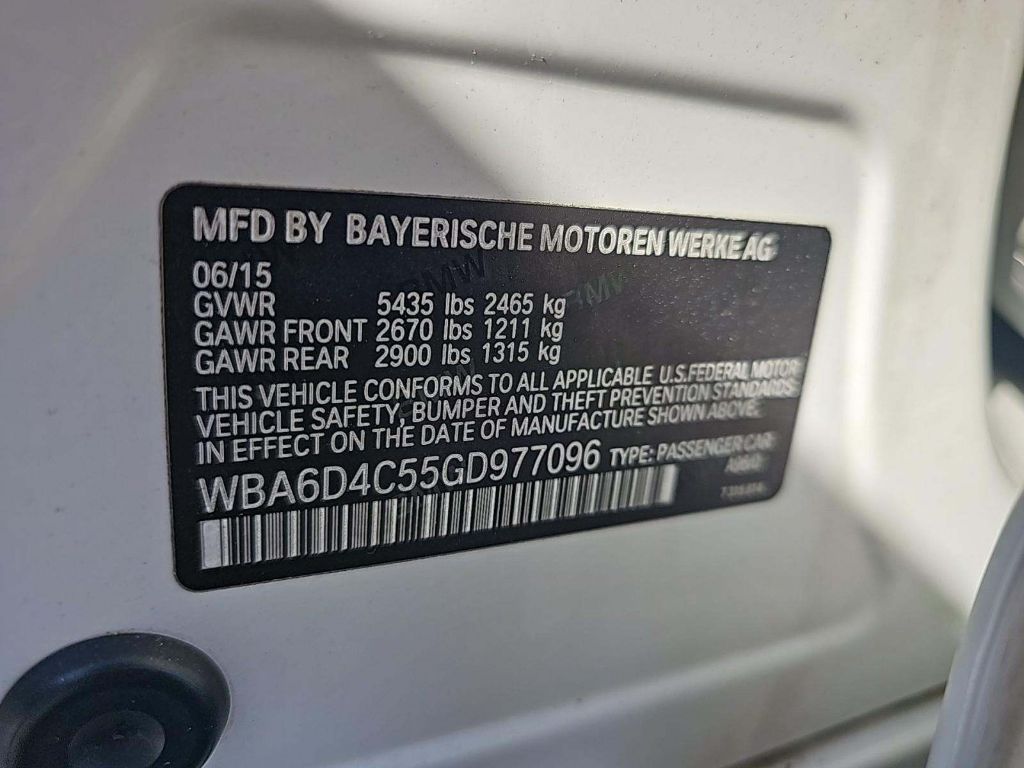 MFD BY BAYERISCHE MOTOREN WERKE AG
06/15
GVWR 5435 lbs 2465 kg
GAWR FRONT 2670 lbs 1211 kg
GAWR REAR 2900 lbs 1315 kg
THIS VEHICLE CONFORMS TO ALL APPLICABLE U.S.FEDERAL MOTOR
VEHICLE SAFETY, BUMPER AND THEFT PREVENTION STANDARDS
IN EFFECT ON THE DATE OF MANUFACTURE SHOWN ABOVE.
WBA6D4C55GD977096 TYPE: PASSENGER CAR
BMW
BMW